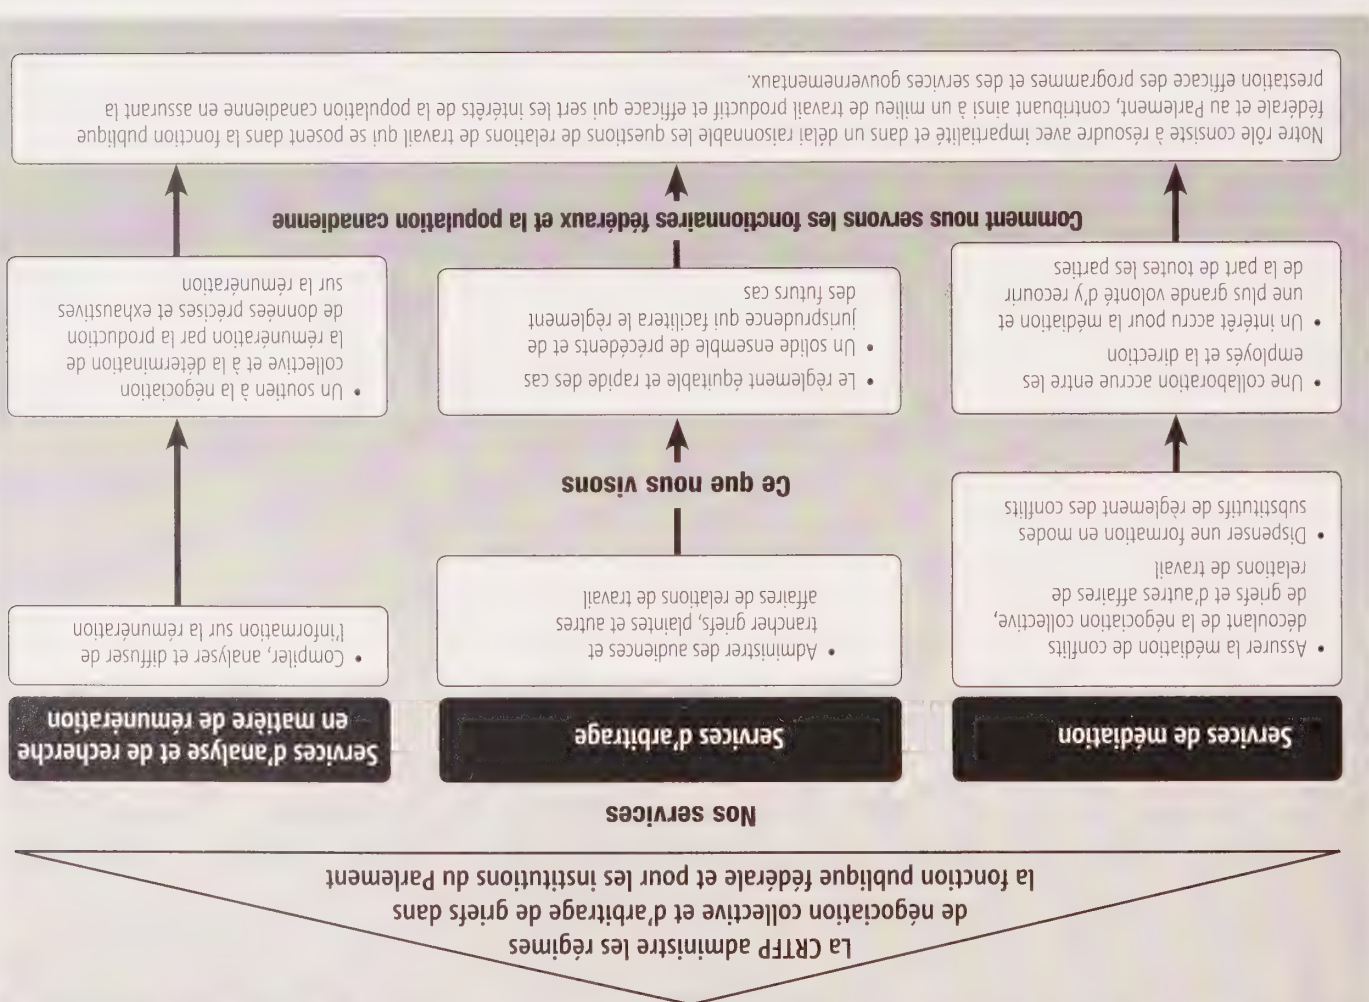 La CRTFP administre les régimes
de négociation collective et d'arbitrage de griefs dans
la fonction publique fédérale et pour les institutions du Parlement
Nos services
Services de médiation
• Assurer la médiation de conflits
découlant de la négociation collective,
de griefs et d'autres affaires de
relations de travail
• Dispenser une formation en modes
substitutifs de règlement des conflits
Services d'arbitrage
• Administrer des audiences et
trancher griefs, plaintes et autres
affaires de relations de travail
Services d'analyse et de recherche
en matière de rémunération
• Compiler, analyser et diffuser de
l'information sur la rémunération
Ce que nous visons
• Une collaboration accrue entre les
employés et la direction
• Un intérêt accru pour la médiation et
une plus grande volonté d'y recourir
de la part de toutes les parties
• Le règlement équitable et rapide des cas
• Un solide ensemble de précédents et de
jurisprudence qui facilitera le règlement
des futurs cas
• Un soutien à la négociation
collective et à la détermination de
la rémunération par la production
de données précises et exhaustives
sur la rémunération
Comment nous servons les fonctionnaires fédéraux et la population canadienne
Notre rôle consiste à résoudre avec impartialité et dans un délai raisonnable les questions de relations de travail qui se posent dans la fonction publique
fédérale et au Parlement, contribuant ainsi à un milieu de travail productif et efficace qui sert les intérêts de la population canadienne en assurant la
prestation efficace des programmes et des services gouvernementaux.